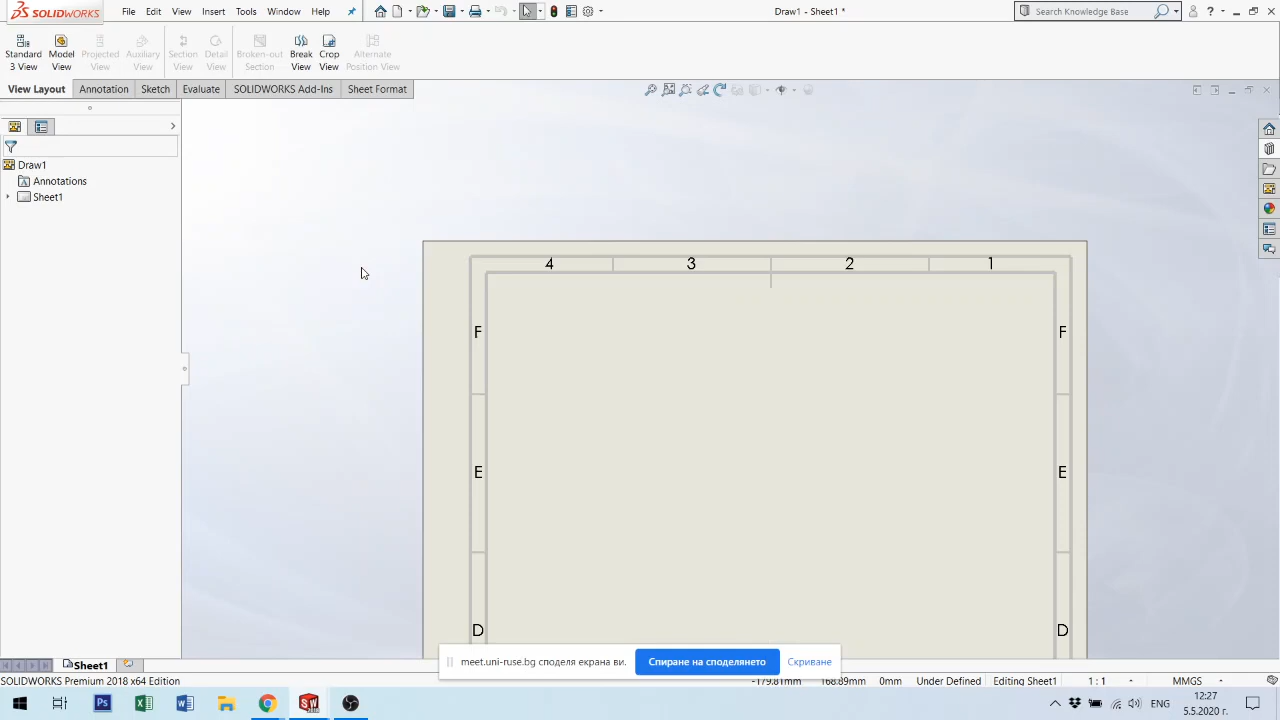 SOLIDWORKS
File Edit View Insert Tools Window Help
Draw1 - Sheet1 *
Search Knowledge Base
?
Standard 3 View
Model View
Projected View
Auxiliary View
Section View
Detail View
Broken-out Section
Break View
Crop View
Alternate Position View
View Layout Annotation Sketch Evaluate SOLIDWORKS Add-Ins Sheet Format
Draw1
A Annotations
Sheet1
4 3 2 1
F F
E E
D D
meet.uni-ruse.bg споделя екрана ви. Спиране на споделянето Скриване
Sheet1
SOLIDWORKS Premium 2018 x64 Edition
-179.81mm 168.89mm 0mm Under Defined Editing Sheet1 1 : 1 MMGS
Ps
ENG
12:27
5.5.2020 г.